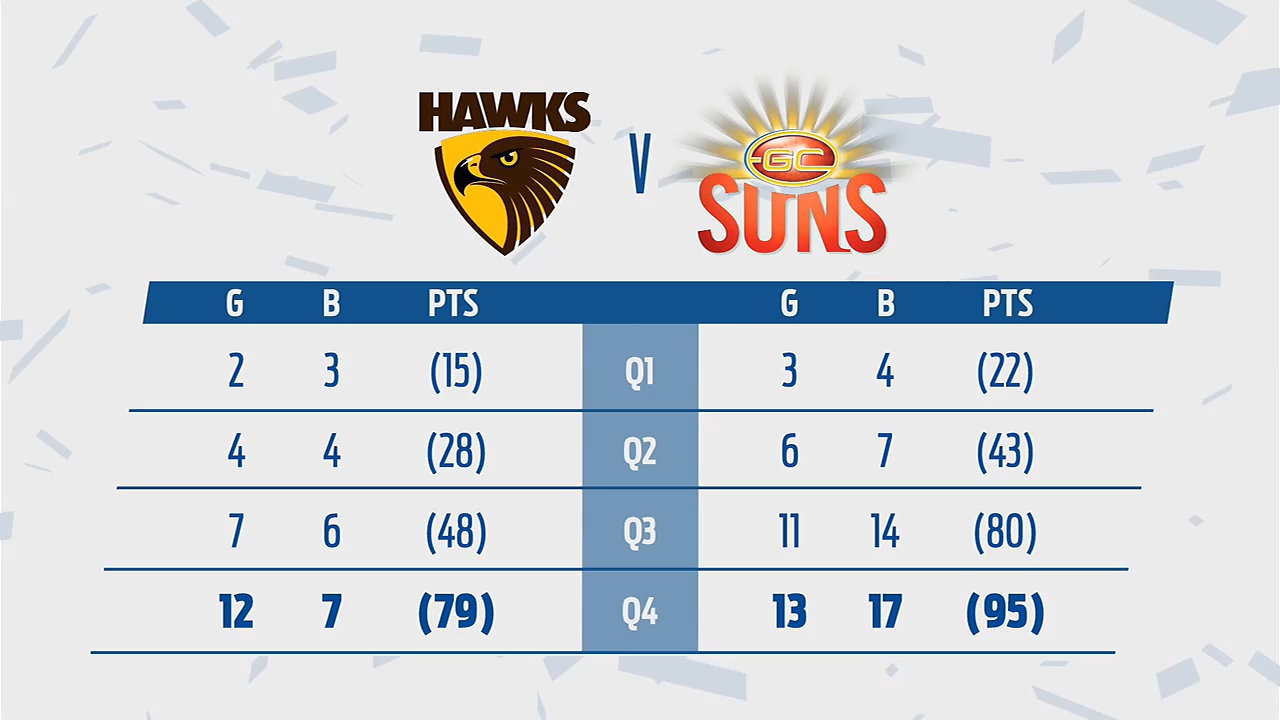 HAWKS
V
GC
SUNS
G B PTS G B PTS
2 3 (15) Q1 3 4 (22)
4 4 (28) Q2 6 7 (43)
7 6 (48) Q3 11 14 (80)
12 7 (79) Q4 13 17 (95)